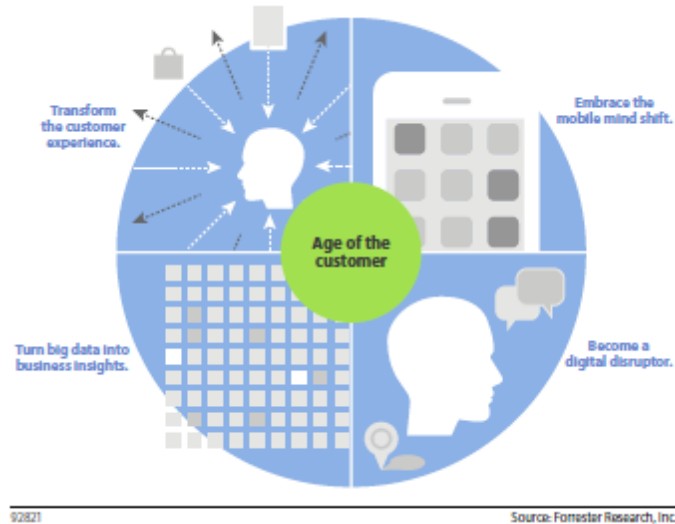 Transform
the customer
experience.
Embrace the
mobile mind shift.
Age of the
customer
Turn big data into
business insights.
Become a
digital disruptor.
92821
Source: Forrester Research, Inc